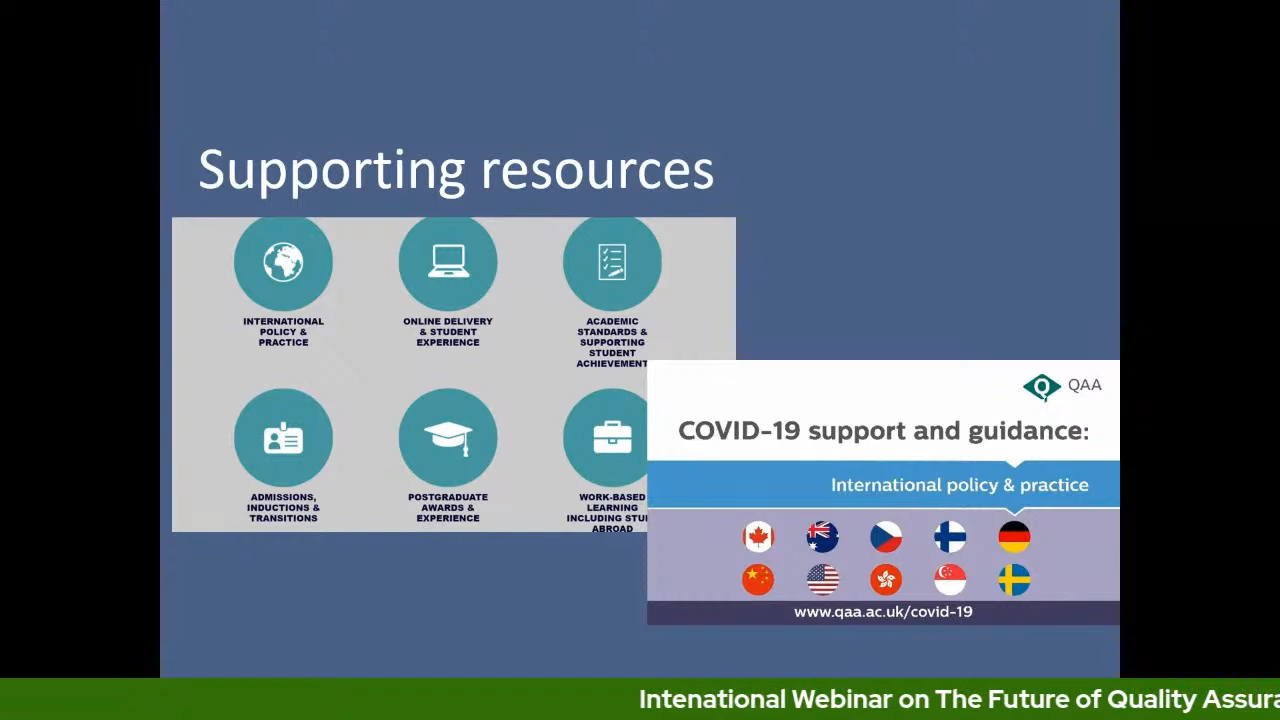 Supporting resources
INTERNATIONAL
POLICY &
PRACTICE
ONLINE DELIVERY
& STUDENT
EXPERIENCE
ACADEMIC
STANDARDS &
SUPPORTING
STUDENT
ACHIEVEMENT
ADMISSIONS,
INDUCTIONS &
TRANSITIONS
POSTGRADUATE
AWARDS &
EXPERIENCE
WORK-BASED
LEARNING
INCLUDING STU
ABROAD
QAA
COVID-19 support and guidance:
International policy & practice
www.qaa.ac.uk/covid-19
Intenational Webinar on The Future of Quality Assura